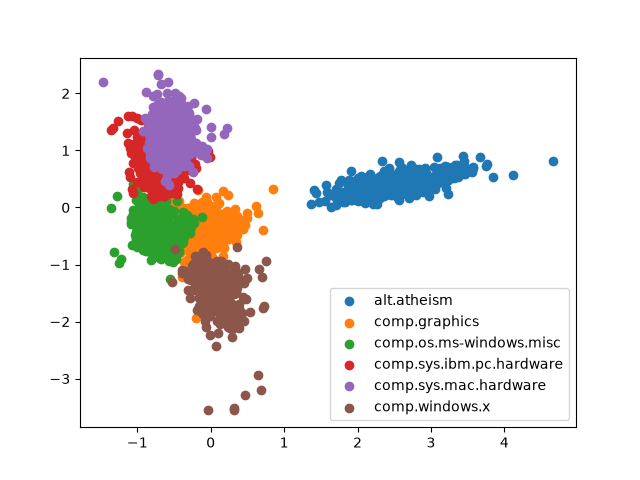 2
1
0
−1
−2
−3
−1
0
1
2
3
4
alt.atheism
comp.graphics
comp.os.ms-windows.misc
comp.sys.ibm.pc.hardware
comp.sys.mac.hardware
comp.windows.x